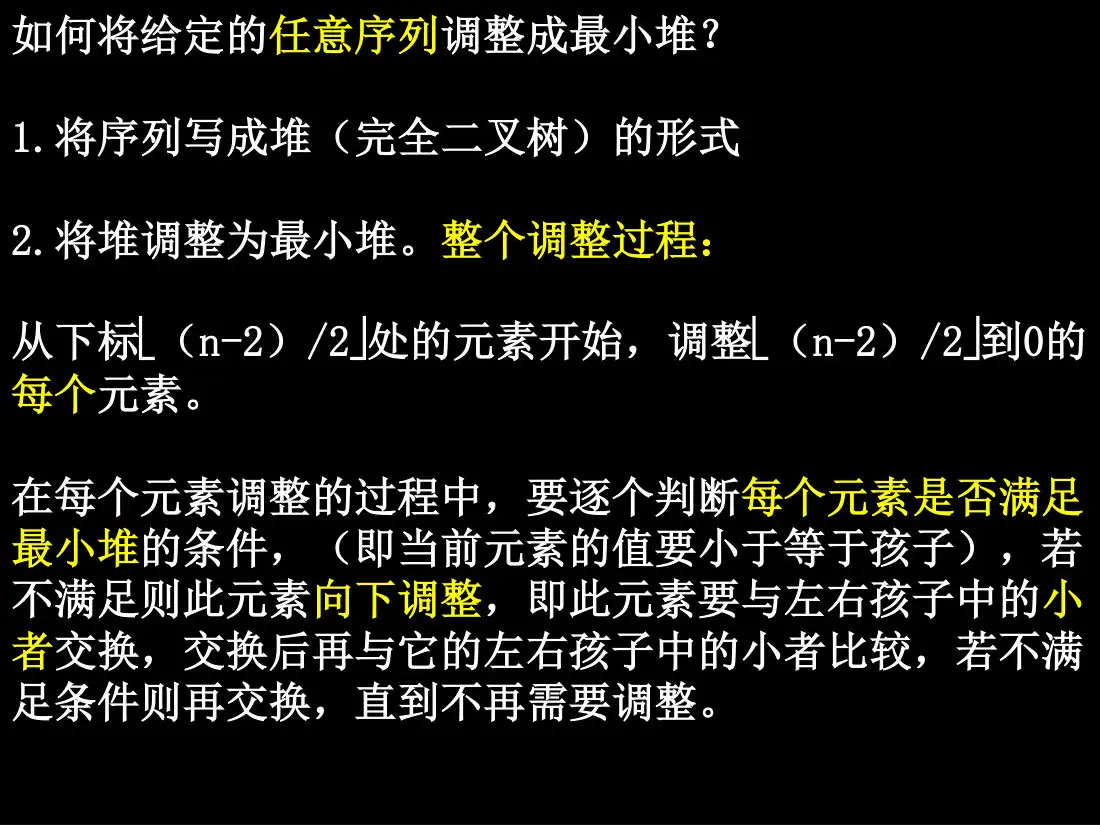 如何将给定的任意序列调整成最小堆？
1.将序列写成堆（完全二叉树）的形式
2.将堆调整为最小堆。整个调整过程：
从下标⌊（n-2）/2⌋处的元素开始，调整⌊（n-2）/2⌋到0的
每个元素。
在每个元素调整的过程中，要逐个判断每个元素是否满足
最小堆的条件，（即当前元素的值要小于等于孩子），若
不满足则此元素向下调整，即此元素要与左右孩子中的小
者交换，交换后再与它的左右孩子中的小者比较，若不满
足条件则再交换，直到不再需要调整。